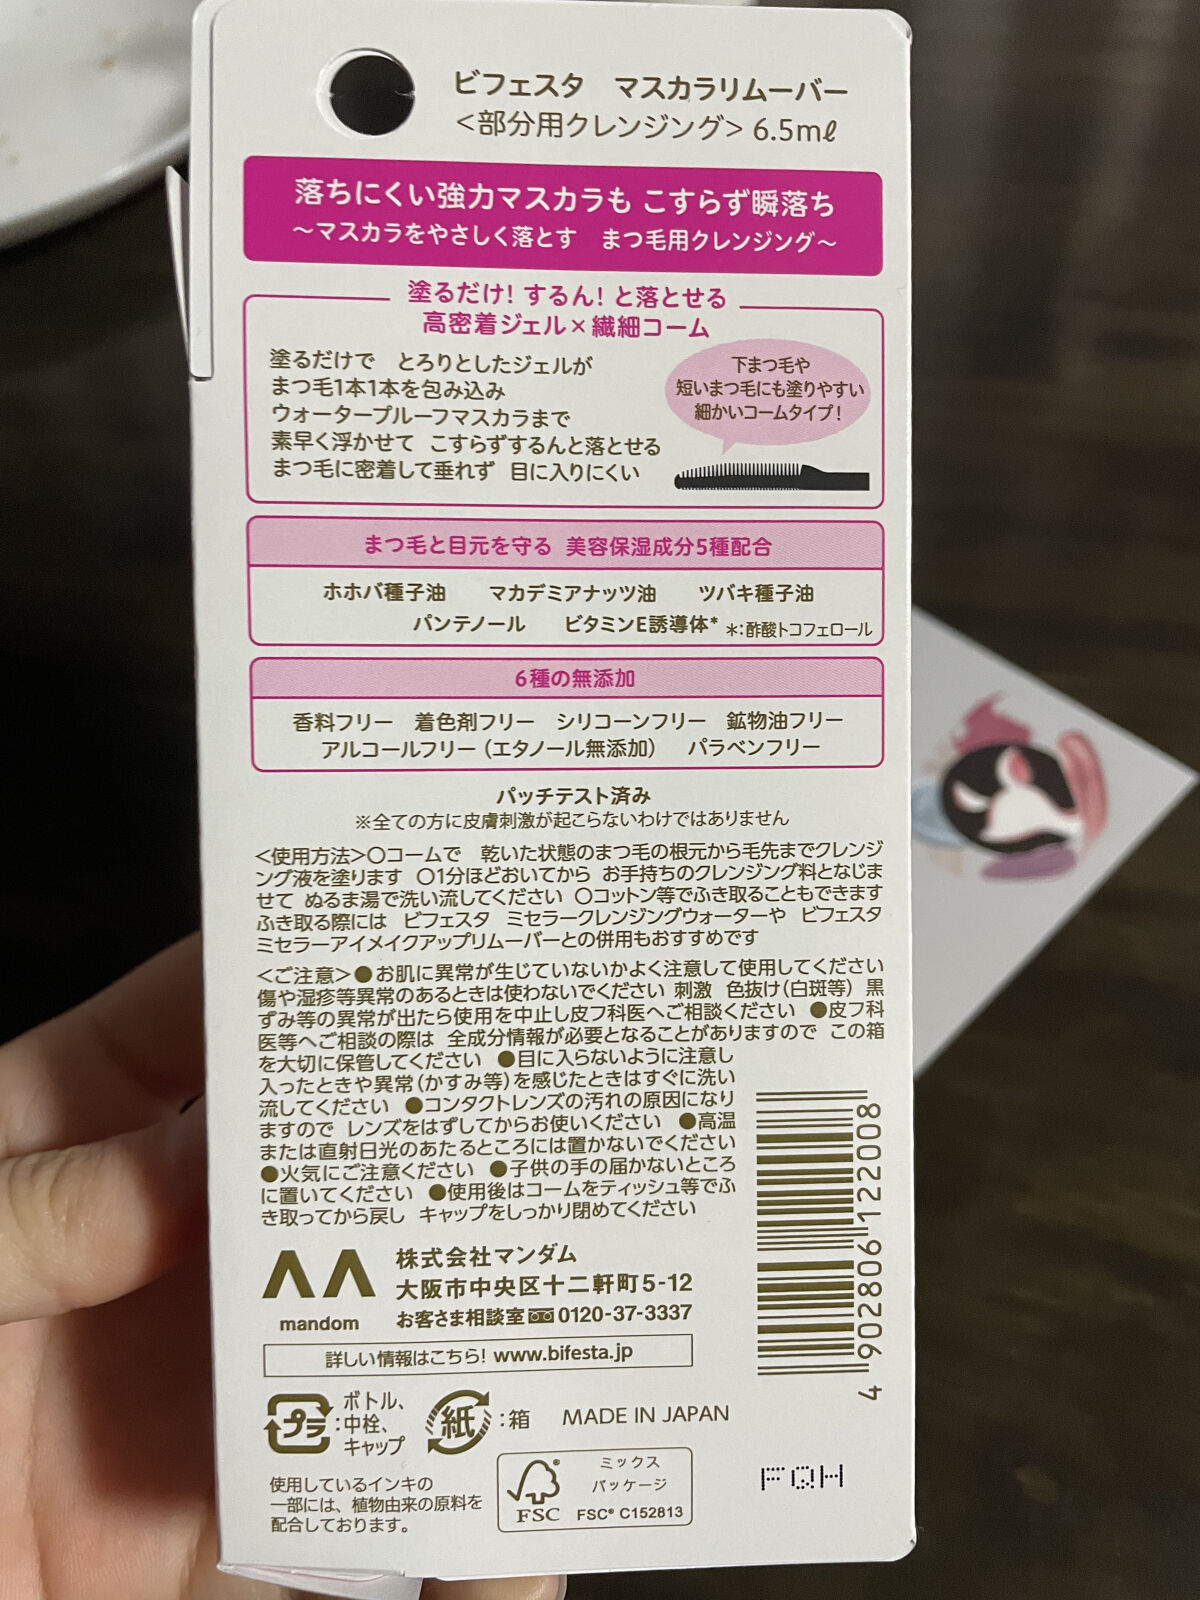 ビフェスタ マスカラリムーバー
<部分用クレンジング> 6.5mℓ
落ちにくい強力マスカラも こすらず瞬落ち
～マスカラをやさしく落とす まつ毛用クレンジング～
塗るだけ! するん! と落とせる
高密着ジェル×繊細コーム
塗るだけで とろりとしたジェルが
まつ毛1本1本を包み込み
ウォータープルーフマスカラまで
素早く浮かせて こすらずするんと落とせる
まつ毛に密着して垂れず 目に入りにくい
下まつ毛や
短いまつ毛にも塗りやすい
細かいコームタイプ!
まつ毛と目元を守る 美容保湿成分5種配合
ホホバ種子油 マカデミアナッツ油 ツバキ種子油
パンテノール ビタミンE誘導体* *:酢酸トコフェロール
6種の無添加
香料フリー 着色剤フリー シリコーンフリー 鉱物油フリー
アルコールフリー(エタノール無添加) パラベンフリー
パッチテスト済み
※全ての方に皮膚刺激が起こらないわけではありません
<使用方法>○コームで 乾いた状態のまつ毛の根元から毛先までクレンジ
ング液を塗ります ○1分ほどおいてから お手持ちのクレンジング料となじま
せて ぬるま湯で洗い流してください ○コットン等でふき取ることもできます
ふき取る際には ビフェスタ ミセラークレンジングウォーターや ビフェスタ
ミセラーアイメイクアップリムーバーとの併用もおすすめです
<ご注意>●お肌に異常が生じていないかよく注意して使用してください
傷や湿疹等異常のあるときは使わないでください 刺激 色抜け(白斑等) 黒
ずみ等の異常が出たら使用を中止し皮フ科医へご相談ください ●皮フ科
医等へご相談の際は 全成分情報が必要となることがありますので この箱
を大切に保管してください ●目に入らないように注意し
入ったときや異常(かすみ等)を感じたときはすぐに洗い
流してください ●コンタクトレンズの汚れの原因になり
ますので レンズをはずしてからお使いください ●高温
または直射日光のあたるところには置かないでください
●火気にご注意ください ●子供の手の届かないところ
に置いてください ●使用後はコームをティッシュ等でふ
き取ってから戻し キャップをしっかり閉めてください
4 902806 122008
mandom
株式会社マンダム
大阪市中央区十二軒町5-12
お客さま相談室 0120-37-3337
詳しい情報はこちら! www.bifesta.jp
プラ:ボトル、
中栓、
キャップ
紙:箱
MADE IN JAPAN
使用しているインキの
一部には、植物由来の原料を
配合しております。
FSC
ミックス
パッケージ
FSC® C152813
FQH